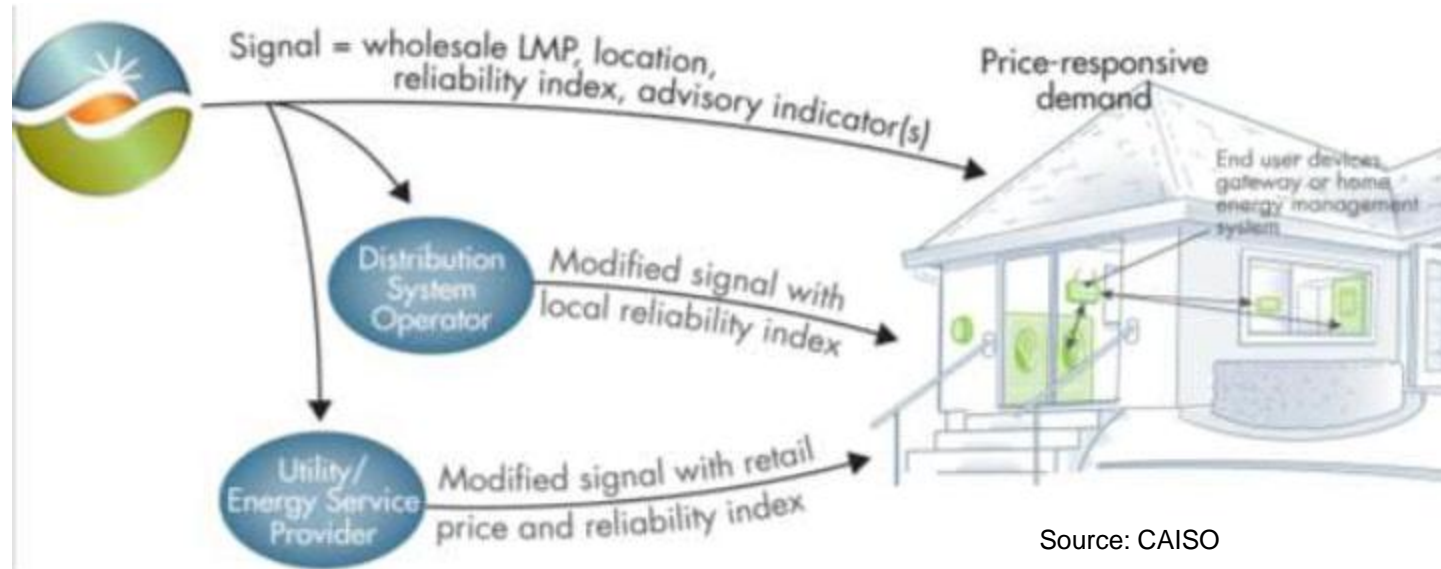 Signal = wholesale LMP, location,
reliability index, advisory indicator(s)
Price-responsive
demand
End user devices,
gateway or home
energy management
system
Distribution
System
Operator
Modified signal with
local reliability index
Utility/
Energy Service
Provider
Modified signal with retail
price and reliability index
Source: CAISO